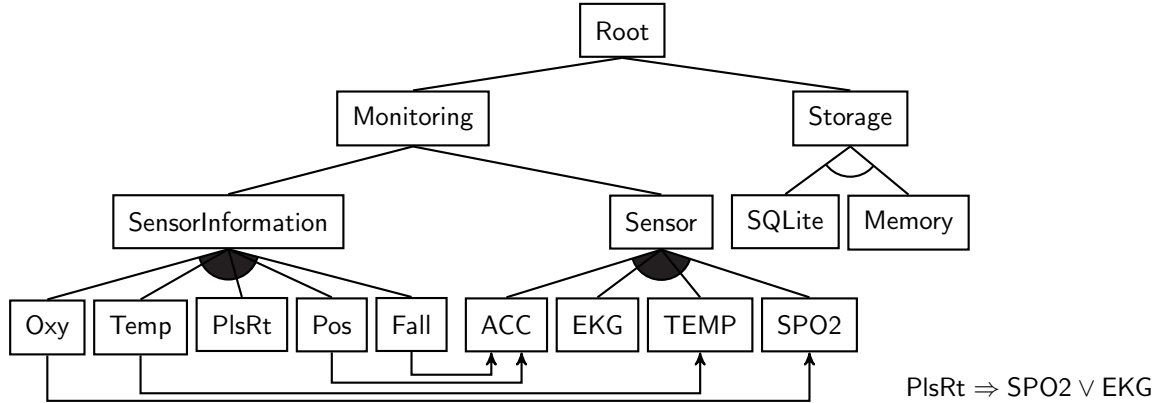 Root
Monitoring Storage
SensorInformation Sensor SQLite Memory
Oxy Temp PlsRt Pos Fall ACC EKG TEMP SPO2
PlsRt ⇒ SPO2 ∨ EKG